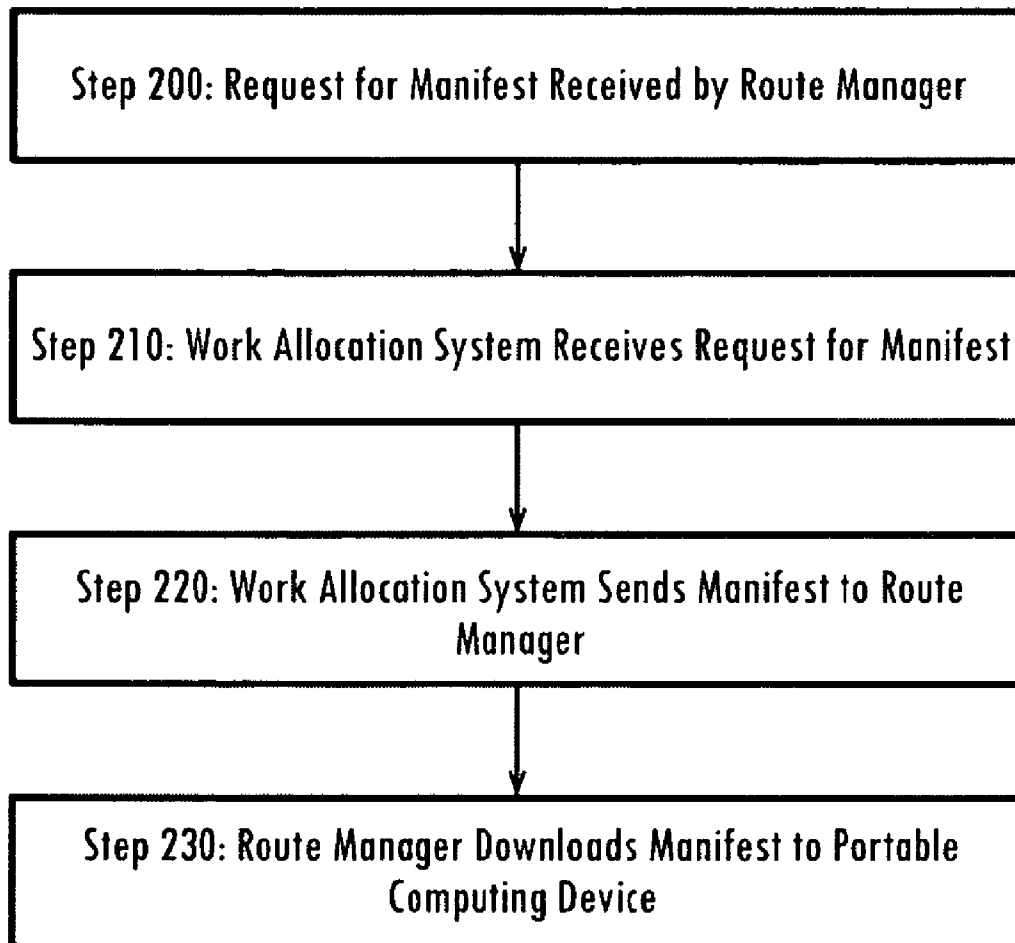 Step 200: Request for Manifest Received by Route Manager
Step 210: Work Allocation System Receives Request for Manifest
Step 220: Work Allocation System Sends Manifest to Route
Manager
Step 230: Route Manager Downloads Manifest to Portable
Computing Device